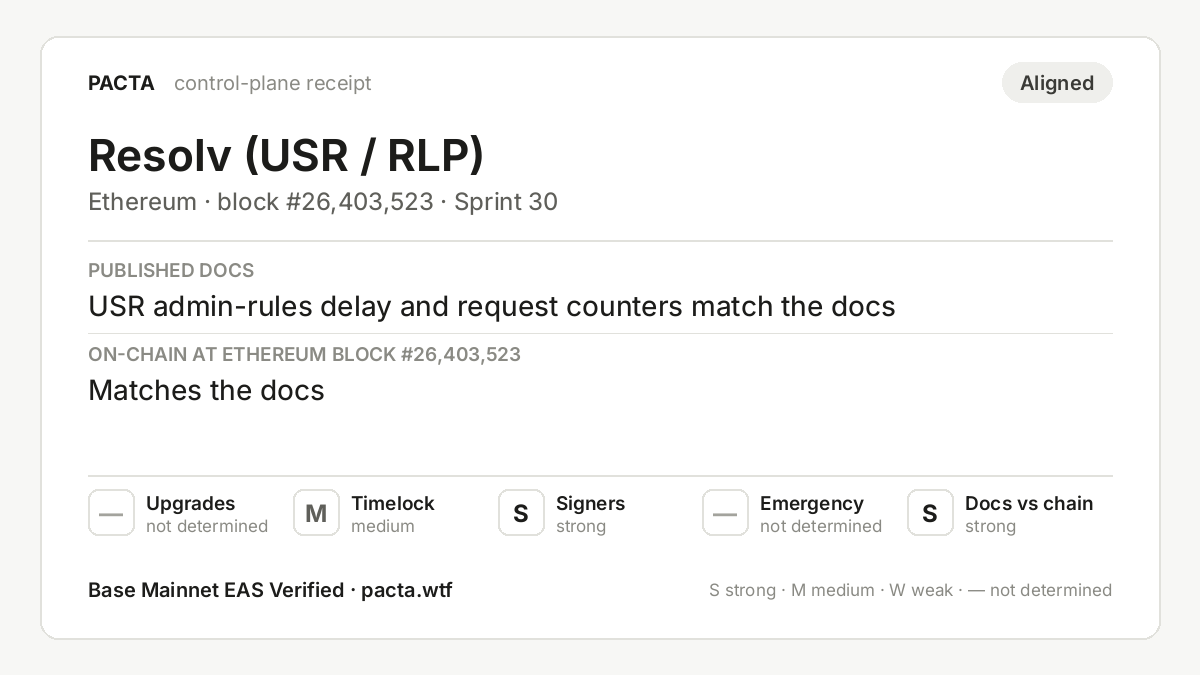 PACTA control-plane receipt Aligned
Resolv (USR / RLP)
Ethereum · block #26,403,523 · Sprint 30
PUBLISHED DOCS
USR admin-rules delay and request counters match the docs
ON-CHAIN AT ETHEREUM BLOCK #26,403,523
Matches the docs
— Upgrades not determined
M Timelock medium
S Signers strong
— Emergency not determined
S Docs vs chain strong
Base Mainnet EAS Verified · pacta.wtf
S strong · M medium · W weak · — not determined